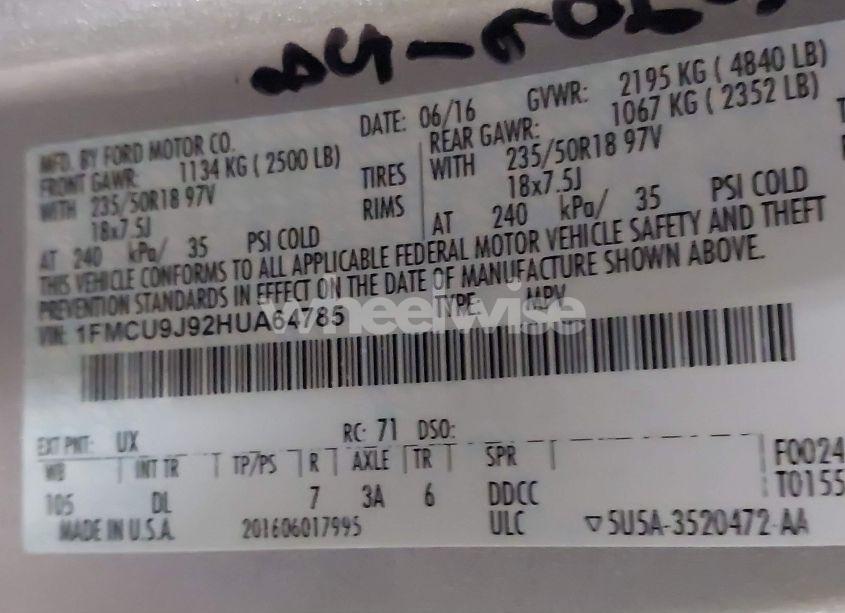 MFD. BY FORD MOTOR CO.
DATE: 06/16
GVWR: 2195 KG ( 4840 LB)
FRONT GAWR: 1134 KG ( 2500 LB)
REAR GAWR: 1067 KG ( 2352 LB)
WITH 235/50R18 97V TIRES WITH 235/50R18 97V
18x7.5J RIMS 18x7.5J
AT 240 kPa/ 35 PSI COLD AT 240 kPa/ 35 PSI COLD
THIS VEHICLE CONFORMS TO ALL APPLICABLE FEDERAL MOTOR VEHICLE SAFETY AND THEFT
PREVENTION STANDARDS IN EFFECT ON THE DATE OF MANUFACTURE SHOWN ABOVE.
VIN: 1FMCU9J92HUA64785 TYPE: MPV
wheelwise
EXT PNT: UX RC: 71 DSO:
WB INT TR TP/PS R AXLE TR SPR F0024
105 DL 7 3A 6 DDCC T0155
MADE IN U.S.A. 201606017995 ULC 5U5A-3520472-AA